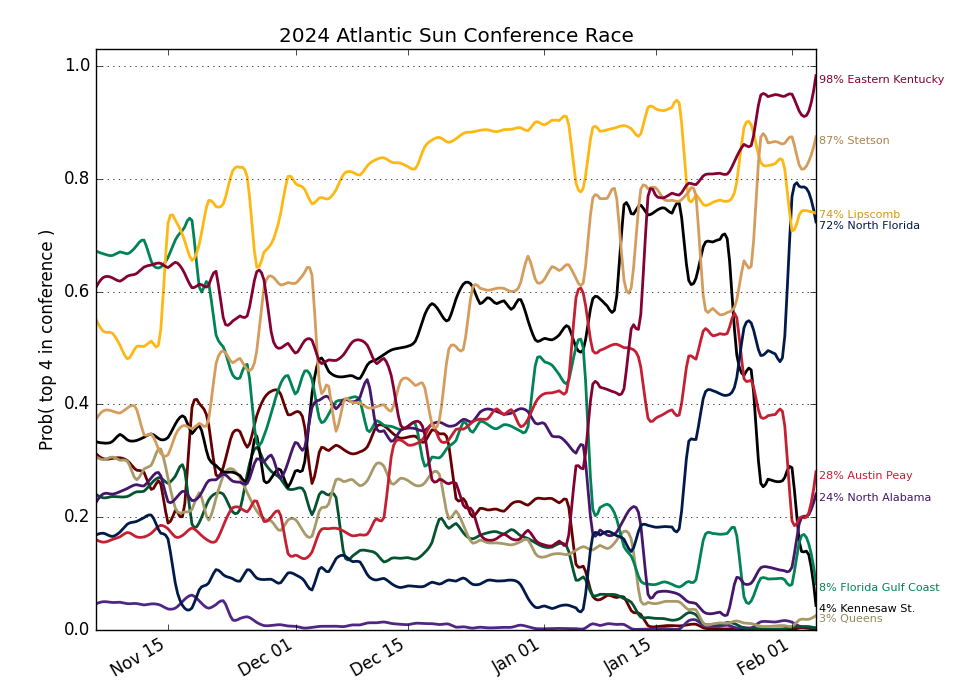 2024 Atlantic Sun Conference Race
Prob( top 4 in conference )
1.0
0.8
0.6
0.4
0.2
0.0
Nov 15
Dec 01
Dec 15
Jan 01
Jan 15
Feb 01
98% Eastern Kentucky
87% Stetson
74% Lipscomb
72% North Florida
28% Austin Peay
24% North Alabama
8% Florida Gulf Coast
4% Kennesaw St.
3% Queens